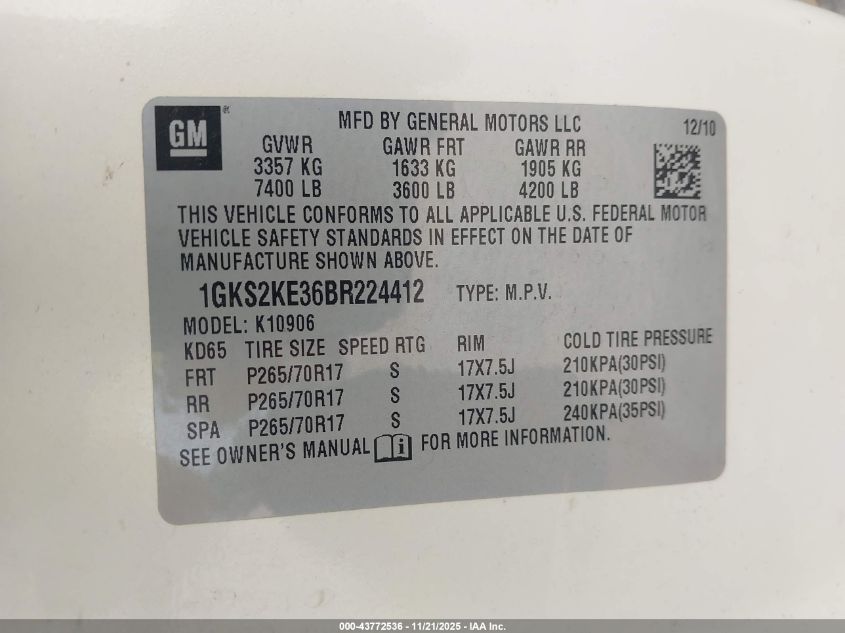 GM
®
MFD BY GENERAL MOTORS LLC 12/10
GVWR GAWR FRT GAWR RR
3357 KG 1633 KG 1905 KG
7400 LB 3600 LB 4200 LB
THIS VEHICLE CONFORMS TO ALL APPLICABLE U.S. FEDERAL MOTOR
VEHICLE SAFETY STANDARDS IN EFFECT ON THE DATE OF
MANUFACTURE SHOWN ABOVE.
1GKS2KE36BR224412 TYPE: M.P.V.
MODEL: K10906
KD65 TIRE SIZE SPEED RTG RIM COLD TIRE PRESSURE
FRT P265/70R17 S 17X7.5J 210KPA(30PSI)
RR P265/70R17 S 17X7.5J 210KPA(30PSI)
SPA P265/70R17 S 17X7.5J 240KPA(35PSI)
SEE OWNER'S MANUAL i FOR MORE INFORMATION.
000-43772536 - 11/21/2025 - IAA Inc.